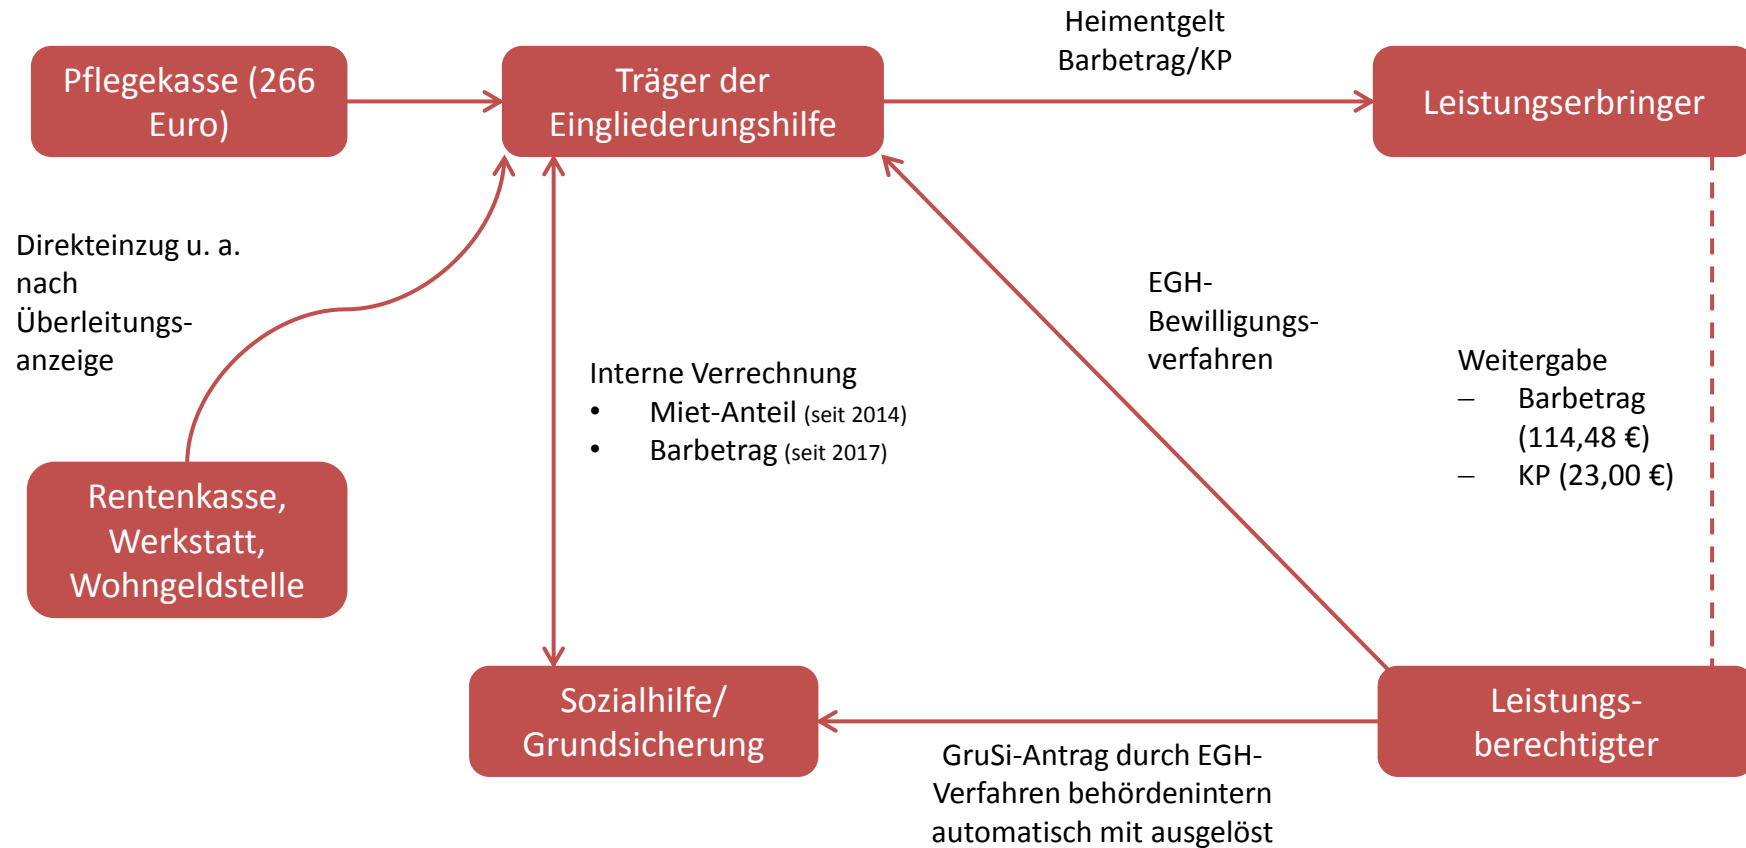 Heimentgelt
Barbetrag/KP
Pflegekasse (266
Euro)
Träger der
Eingliederungshilfe
Leistungserbringer
Direkteinzug u. a.
nach
Überleitungs-
anzeige
EGH-
Bewilligungs-
verfahren
Interne Verrechnung
• Miet-Anteil (seit 2014)
• Barbetrag (seit 2017)
Weitergabe
– Barbetrag
(114,48 €)
– KP (23,00 €)
Rentenkasse,
Werkstatt,
Wohngeldstelle
Sozialhilfe/
Grundsicherung
Leistungs-
berechtigter
GruSi-Antrag durch EGH-
Verfahren behördenintern
automatisch mit ausgelöst